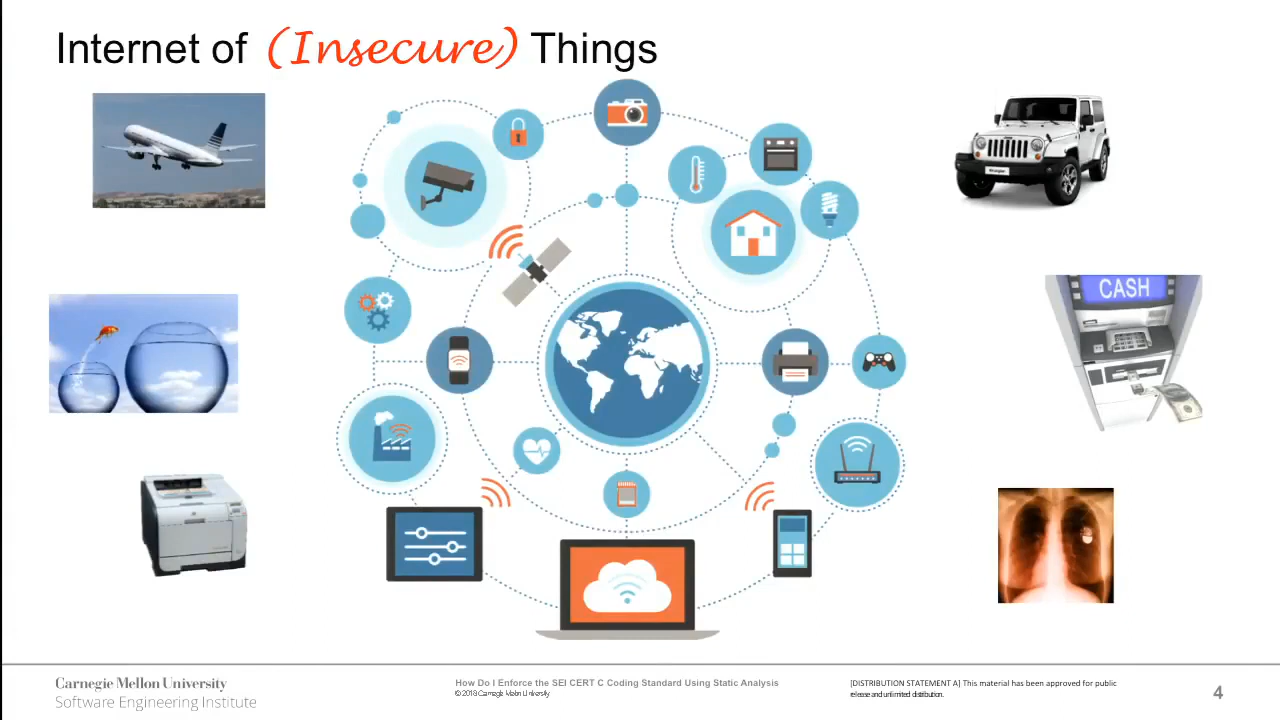 Internet of (Insecure) Things
CASH
Carnegie Mellon University
Software Engineering Institute
How Do I Enforce the SEI CERT C Coding Standard Using Static Analysis
© 2018 Carnegie Mellon University
[DISTRIBUTION STATEMENT A] This material has been approved for public
release and unlimited distribution.
4